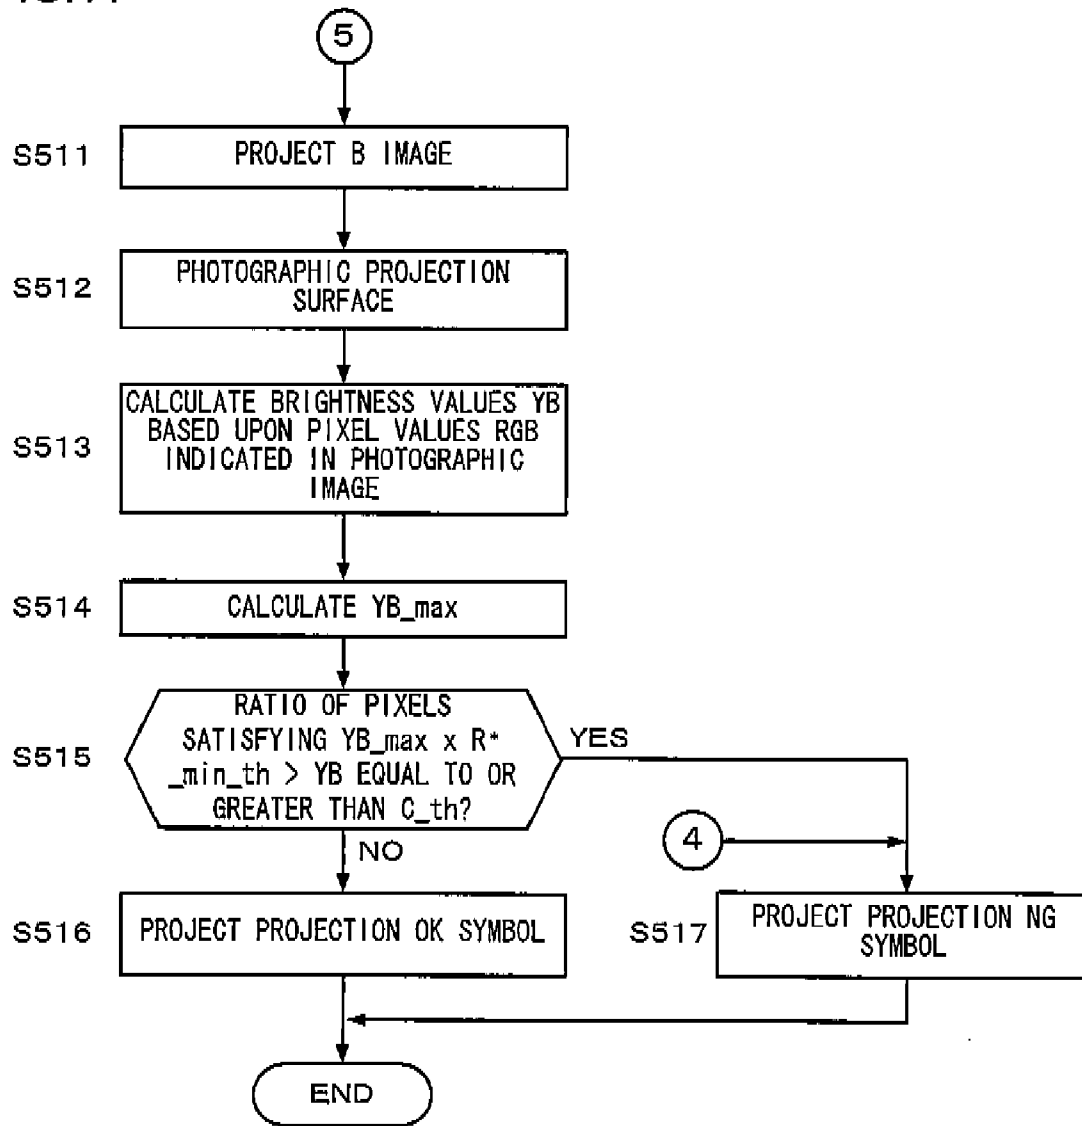 5
S511
PROJECT B IMAGE
S512
PHOTOGRAPHIC PROJECTION
SURFACE
S513
CALCULATE BRIGHTNESS VALUES YB
BASED UPON PIXEL VALUES RGB
INDICATED IN PHOTOGRAPHIC
IMAGE
S514
CALCULATE YB_max
S515
RATIO OF PIXELS
SATISFYING YB_max x R*
_min_th > YB EQUAL TO OR
GREATER THAN C_th?
YES
NO
4
S516
PROJECT PROJECTION OK SYMBOL
S517
PROJECT PROJECTION NG
SYMBOL
END